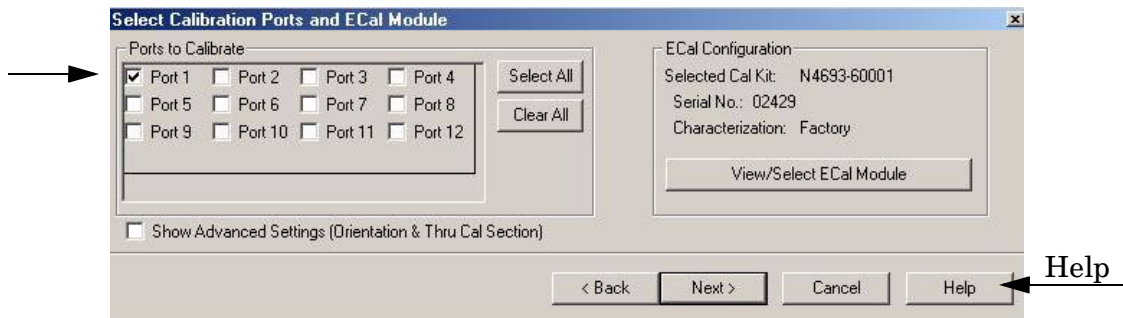 Select Calibration Ports and ECal Module
Ports to Calibrate
Port 1 Port 2 Port 3 Port 4
Port 5 Port 6 Port 7 Port 8
Port 9 Port 10 Port 11 Port 12
Select All
Clear All
ECal Configuration
Selected Cal Kit: N4693-60001
Serial No.: 02429
Characterization: Factory
View/Select ECal Module
Show Advanced Settings (Orientation & Thru Cal Section)
< Back Next > Cancel Help
Help